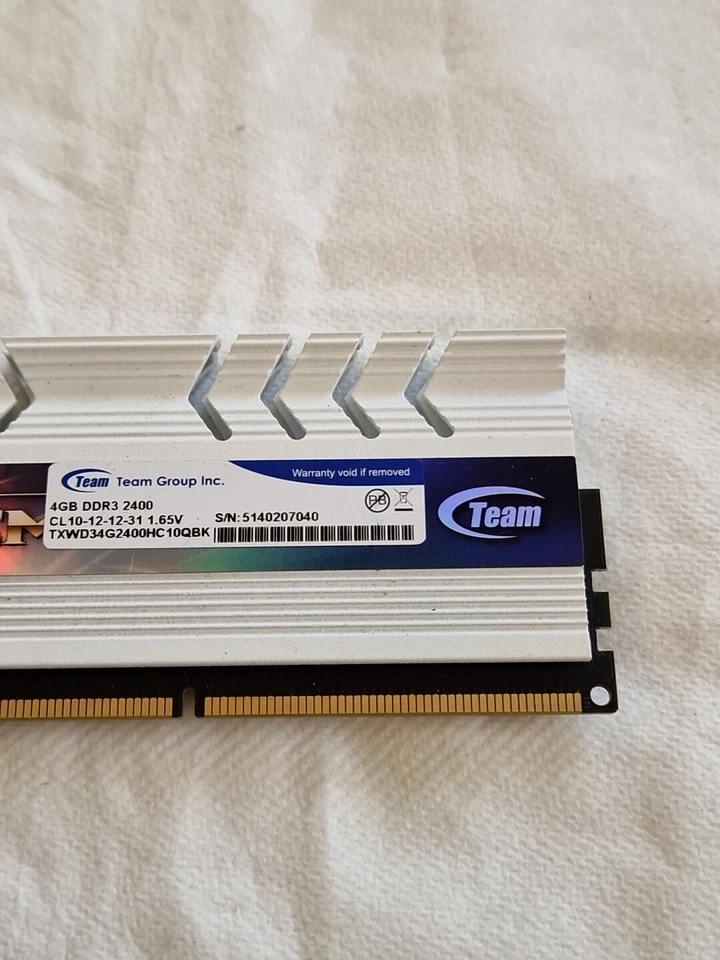 Team Team Group Inc.
Warranty void if removed
4GB DDR3 2400
CL10-12-12-31 1.65V
TXWD34G2400HC10QBK
S/N: 5140207040
PB
Team